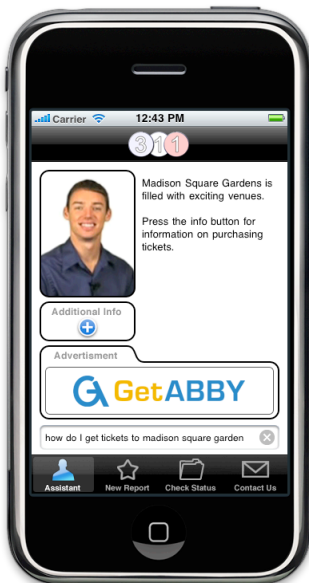 Carrier 12:43 PM
311
Madison Square Gardens is
filled with exciting venues.
Press the info button for
information on purchasing
tickets.
Additional Info
Advertisment
GA GetABBY
how do I get tickets to madison square garden
Assistant New Report Check Status Contact Us